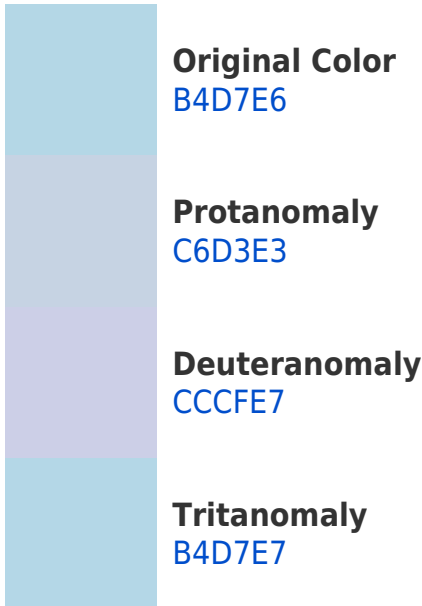 Original Color
B4D7E6
Protanomaly
C6D3E3
Deuteranomaly
CCCFE7
Tritanomaly
B4D7E7